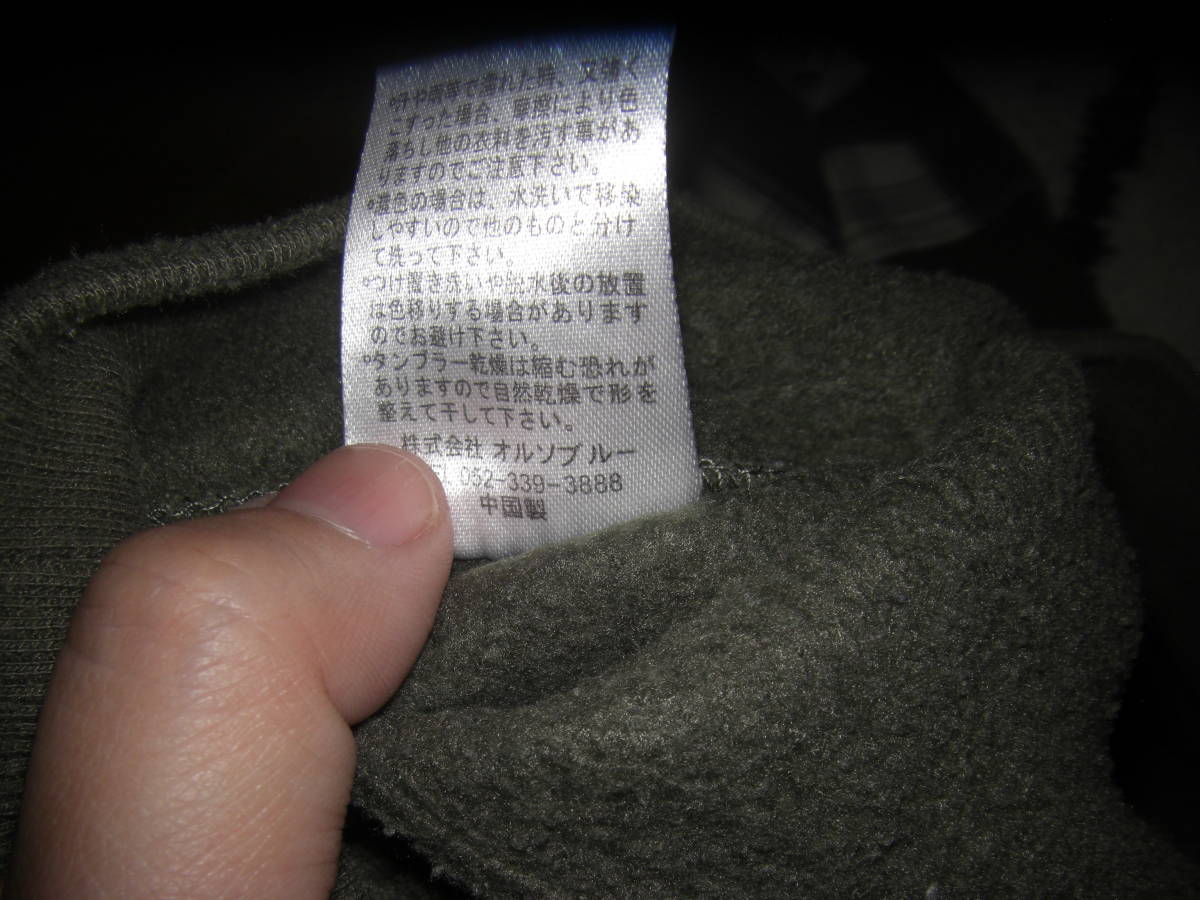 汗や雨等で濡れた時、又強く
こすった場合、摩擦により色
落ちし他の衣料を汚す事があ
りますのでご注意下さい。
°濃色の場合は、水洗いで移染
しやすいので他のものと分け
て洗って下さい。
°つけ置き洗いや脱水後の放置
は色移りする場合があります
のでお避け下さい。
°タンブラー乾燥は縮む恐れが
ありますので自然乾燥で形を
整えて干して下さい。
株式会社 オルソブルー
052-339-3888
中国製